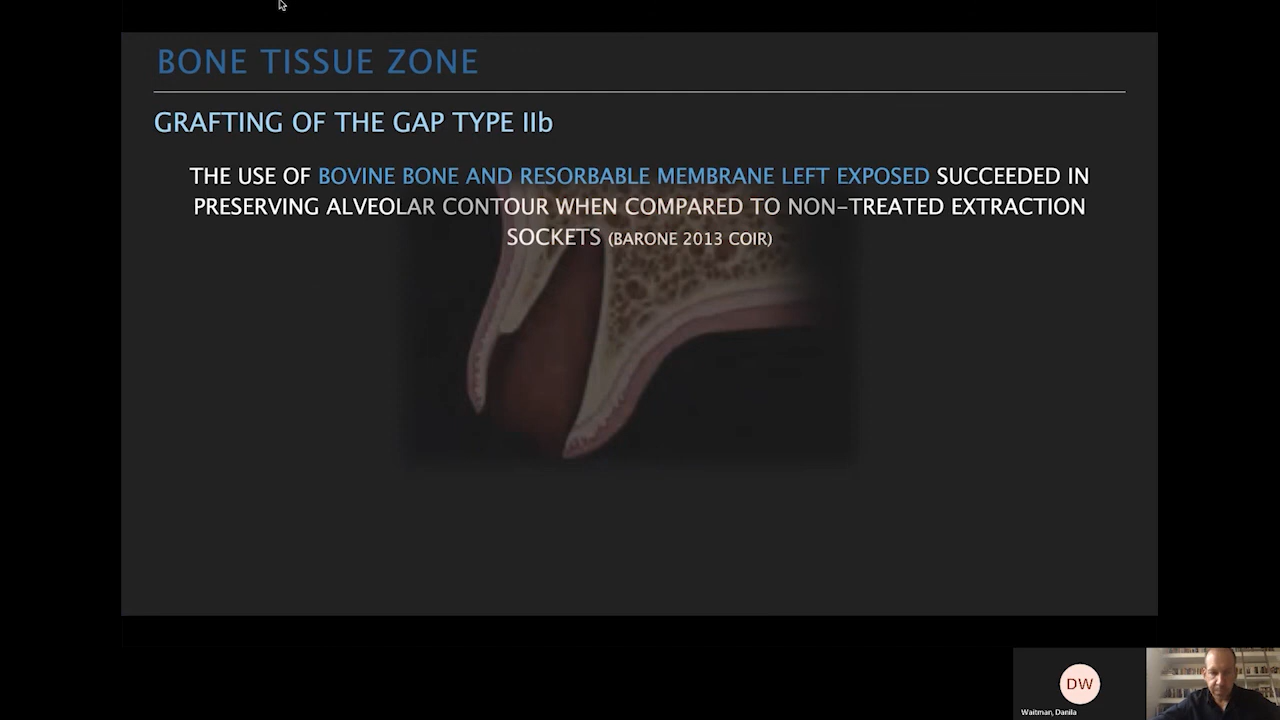 BONE TISSUE ZONE
GRAFTING OF THE GAP TYPE IIb
THE USE OF BOVINE BONE AND RESORBABLE MEMBRANE LEFT EXPOSED SUCCEEDED IN
PRESERVING ALVEOLAR CONTOUR WHEN COMPARED TO NON-TREATED EXTRACTION
SOCKETS (BARONE 2013 COIR)
DW
Waitman, Danila